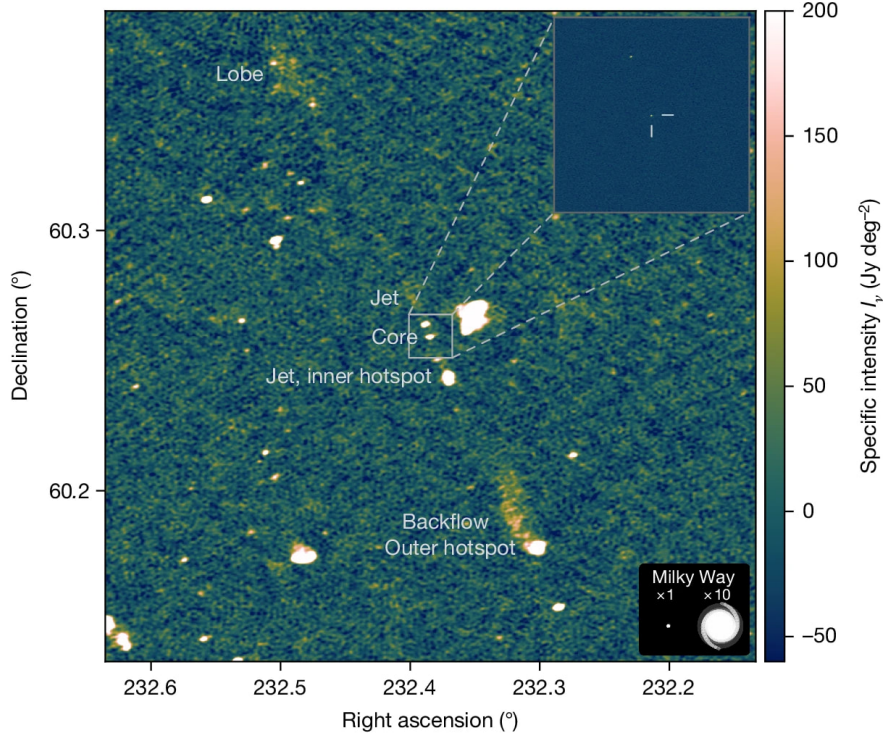 200
150
100
50
0
−50
Specific intensity Iν (Jy deg−2)
Lobe
60.3
Declination (°)
Jet
Core
Jet, inner hotspot
60.2
Backflow
Outer hotspot
Milky Way
×1 ×10
232.6 232.5 232.4 232.3 232.2
Right ascension (°)